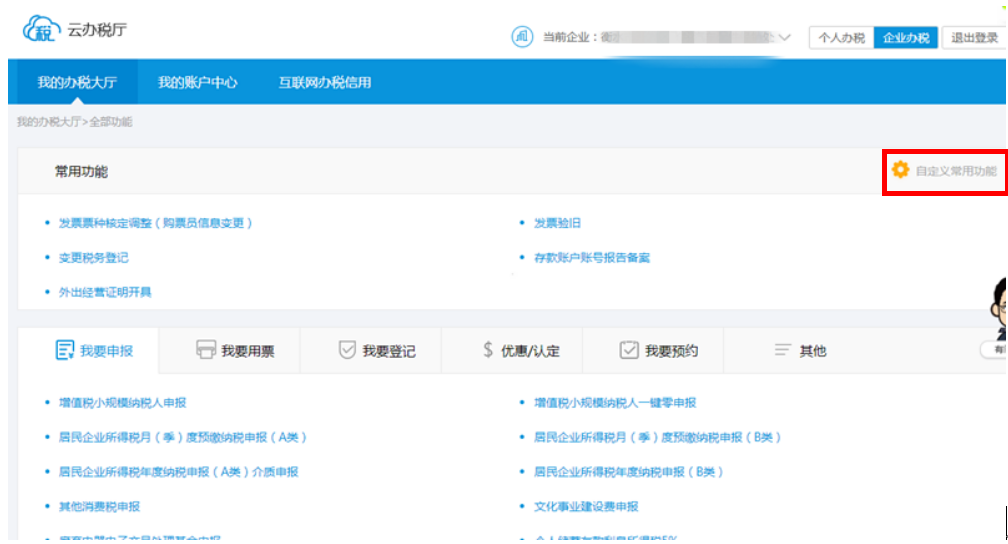 云办税厅
当前企业：
个人办税 企业办税 退出登录
我的办税大厅 我的账户中心 互联网办税信用
我的办税大厅>全部功能
常用功能 自定义常用功能
• 发票票种核定调整（购票员信息变更） • 发票验旧
• 变更税务登记 • 存款账户账号报告备案
• 外出经营证明开具
我要申报 我要用票 我要登记 $ 优惠/认定 我要预约 其他
有
• 增值税小规模纳税人申报 • 增值税小规模纳税人一键零申报
• 居民企业所得税月（季）度预缴纳税申报（A类） • 居民企业所得税月（季）度预缴纳税申报（B类）
• 居民企业所得税年度纳税申报（A类）介质申报 • 居民企业所得税年度纳税申报（B类）
• 其他消费税申报 • 文化事业建设费申报